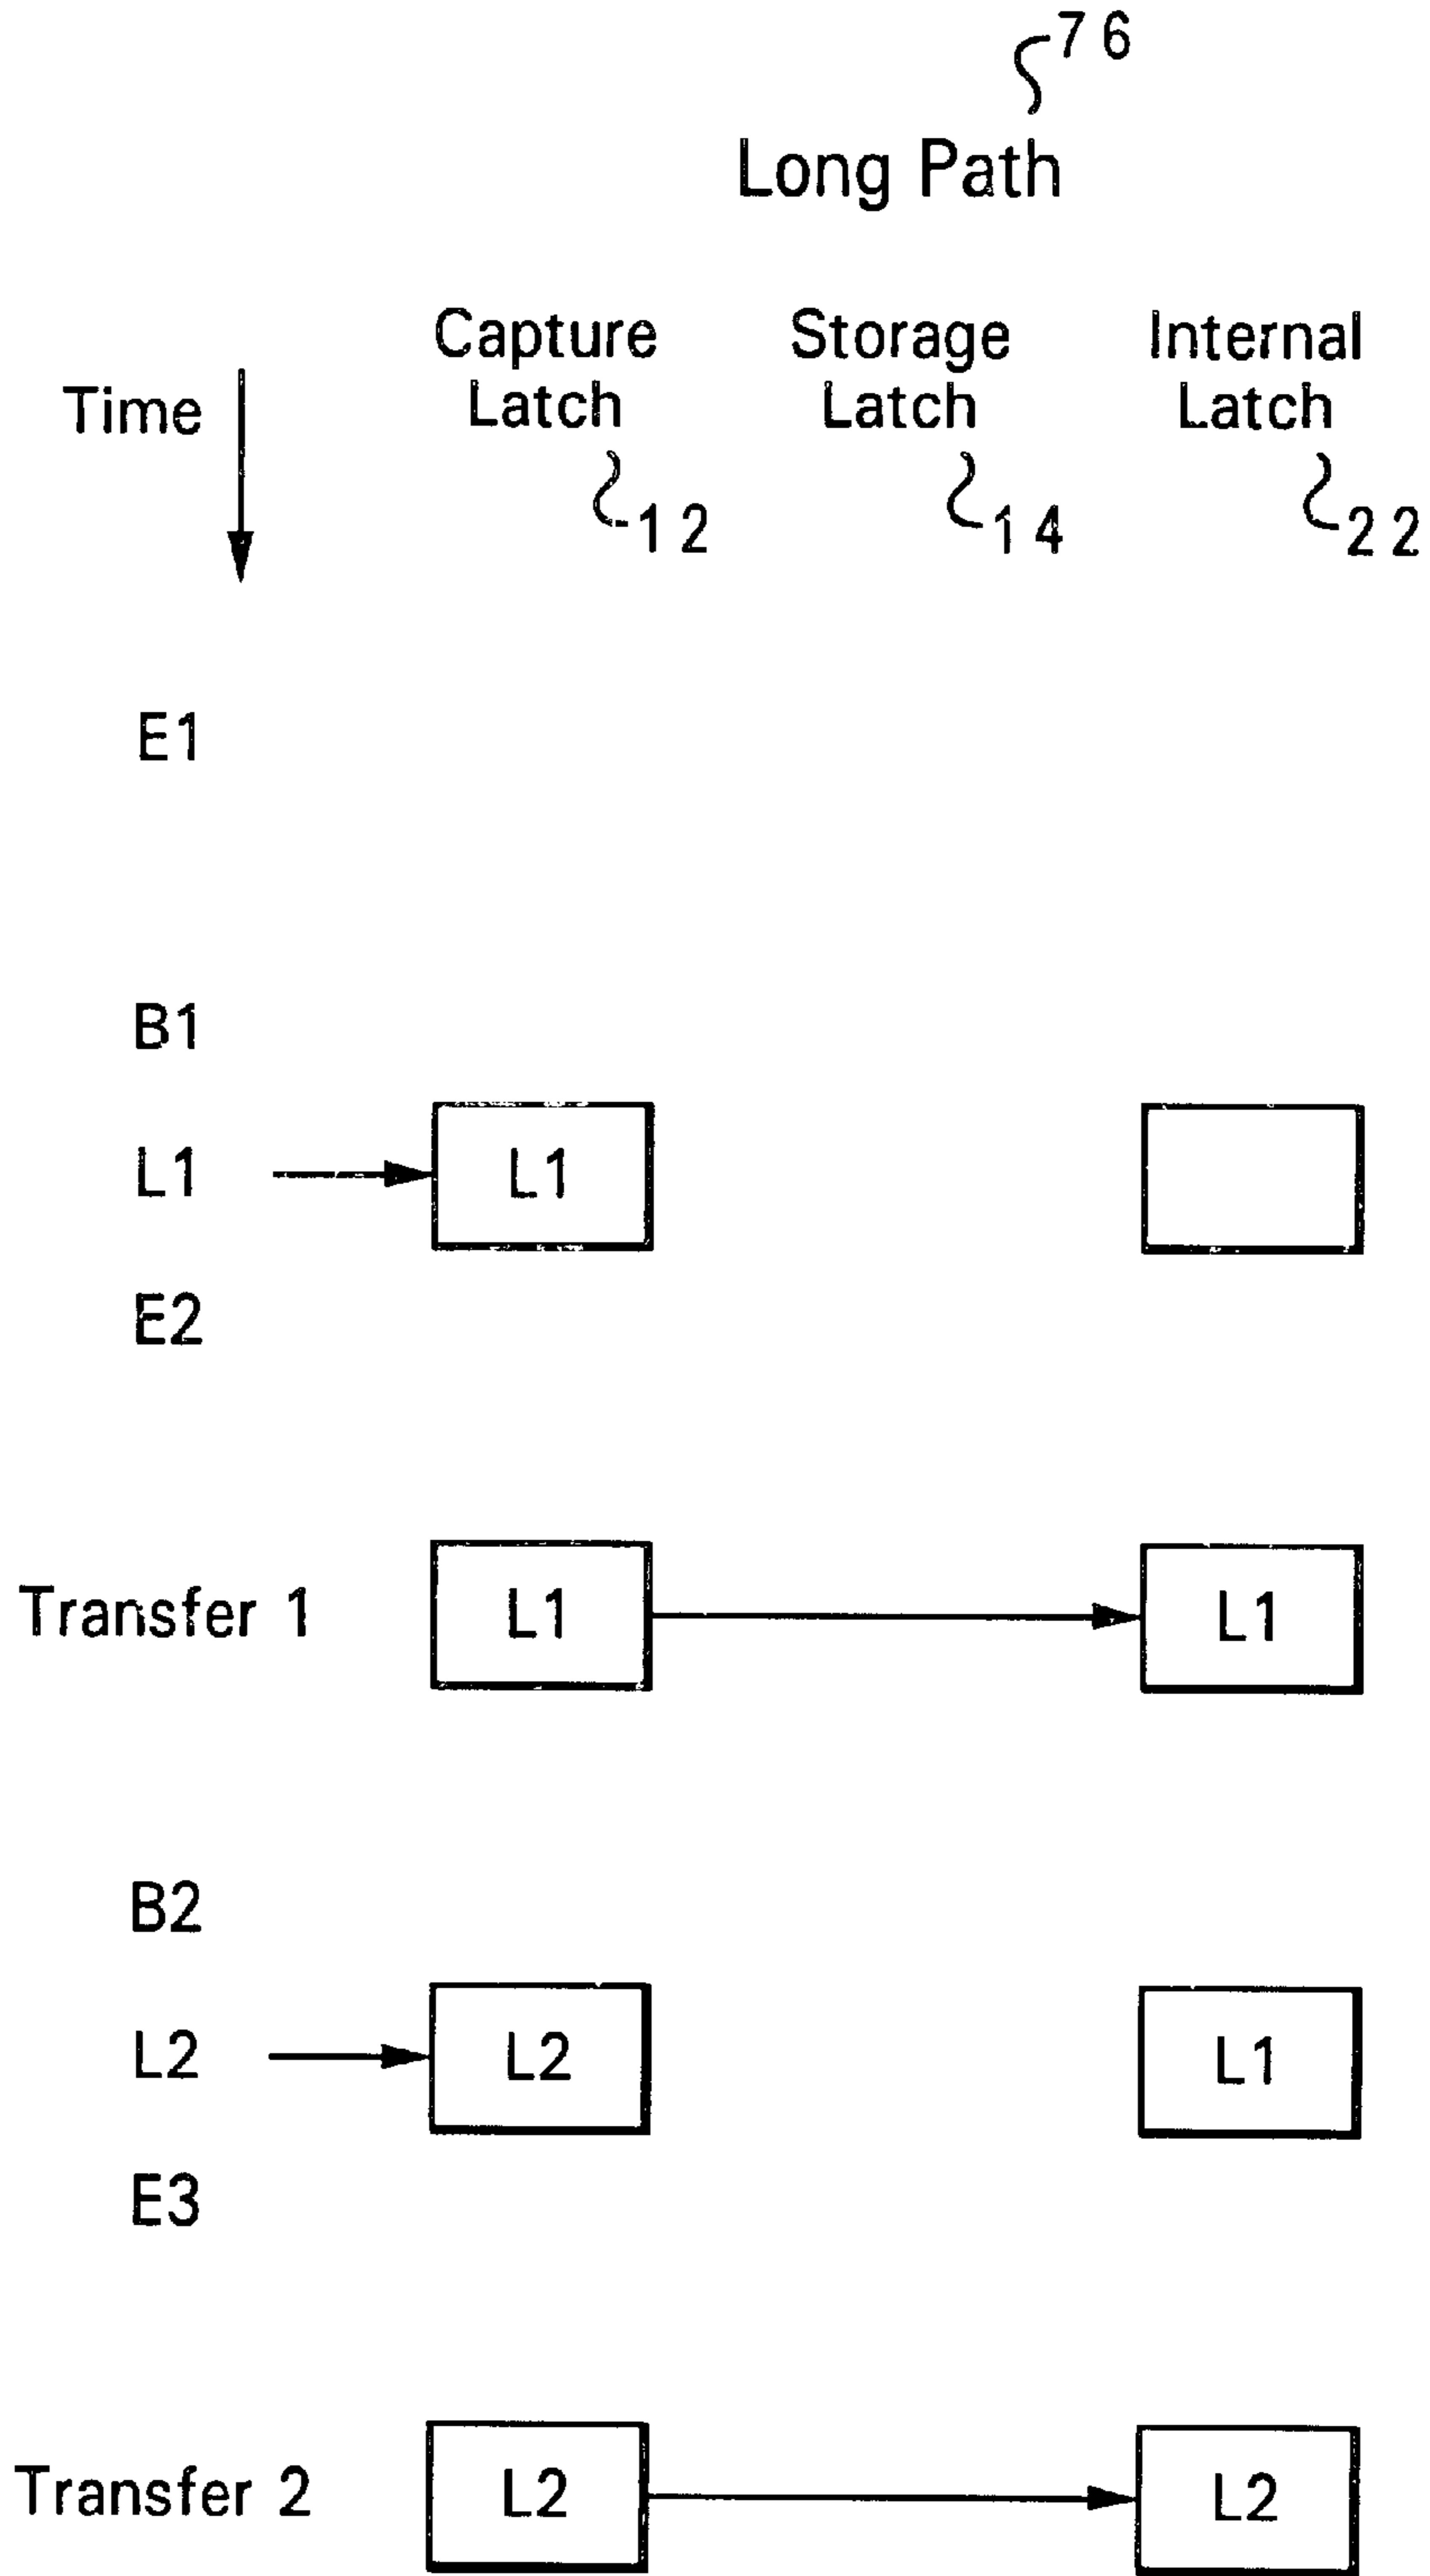 76
Long Path
Time
Capture Latch
12
Storage Latch
14
Internal Latch
22
E1
B1
L1 L1
E2
Transfer 1 L1 L1
B2
L2 L2 L1
E3
Transfer 2 L2 L2